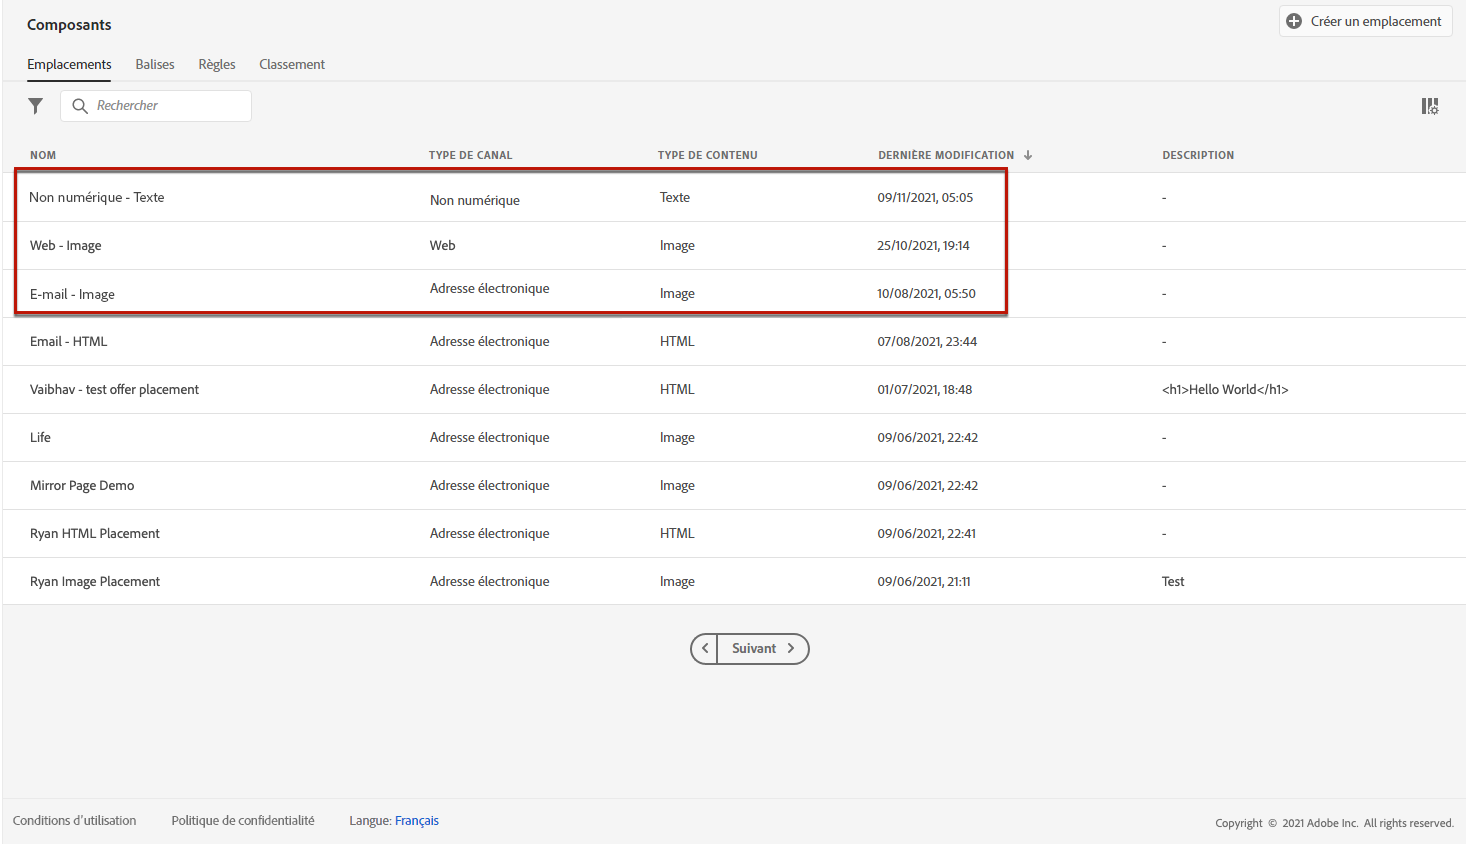 Composants
Créer un emplacement
Emplacements Balises Règles Classement
Rechercher
NOM TYPE DE CANAL TYPE DE CONTENU DERNIÈRE MODIFICATION DESCRIPTION
Non numérique - Texte Non numérique Texte 09/11/2021, 05:05 -
Web - Image Web Image 25/10/2021, 19:14 -
E-mail - Image Adresse électronique Image 10/08/2021, 05:50 -
Email - HTML Adresse électronique HTML 07/08/2021, 23:44 -
Vaibhav - test offer placement Adresse électronique HTML 01/07/2021, 18:48 <h1>Hello World</h1>
Life Adresse électronique Image 09/06/2021, 22:42 -
Mirror Page Demo Adresse électronique Image 09/06/2021, 22:42 -
Ryan HTML Placement Adresse électronique HTML 09/06/2021, 22:41 -
Ryan Image Placement Adresse électronique Image 09/06/2021, 21:11 Test
Suivant
Conditions d'utilisation Politique de confidentialité Langue: Français Copyright © 2021 Adobe Inc. All rights reserved.